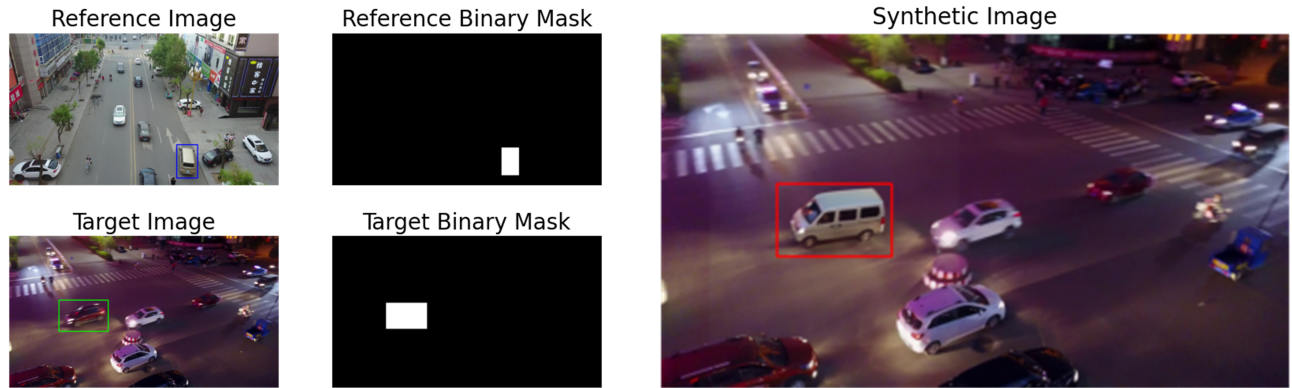 Reference Image
Reference Binary Mask
Synthetic Image
Target Image
Target Binary Mask